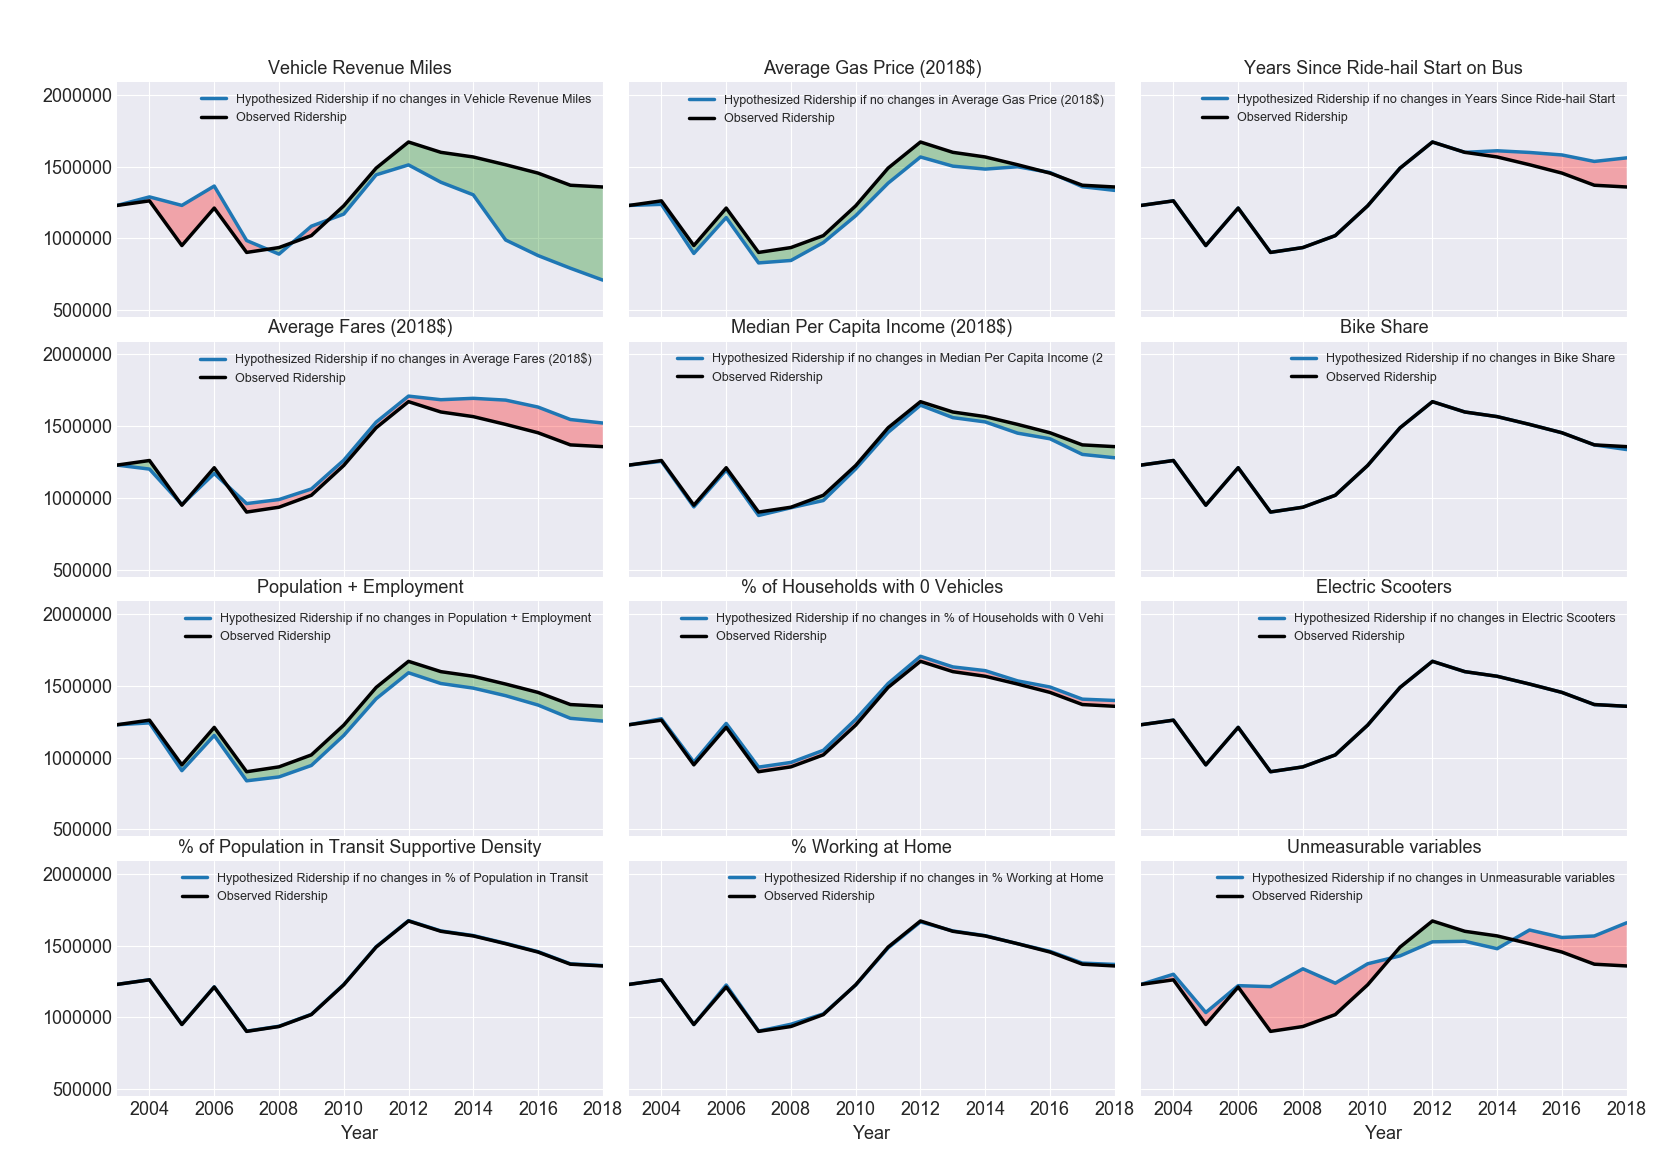 Vehicle Revenue Miles
2000000
1500000
1000000
500000
Hypothesized Ridership if no changes in Vehicle Revenue Miles
Observed Ridership
Average Gas Price (2018$)
Hypothesized Ridership if no changes in Average Gas Price (2018$)
Observed Ridership
Years Since Ride-hail Start on Bus
Hypothesized Ridership if no changes in Years Since Ride-hail Start
Observed Ridership
Average Fares (2018$)
2000000
1500000
1000000
500000
Hypothesized Ridership if no changes in Average Fares (2018$)
Observed Ridership
Median Per Capita Income (2018$)
Hypothesized Ridership if no changes in Median Per Capita Income (2
Observed Ridership
Bike Share
Hypothesized Ridership if no changes in Bike Share
Observed Ridership
Population + Employment
2000000
1500000
1000000
500000
Hypothesized Ridership if no changes in Population + Employment
Observed Ridership
% of Households with 0 Vehicles
Hypothesized Ridership if no changes in % of Households with 0 Vehi
Observed Ridership
Electric Scooters
Hypothesized Ridership if no changes in Electric Scooters
Observed Ridership
% of Population in Transit Supportive Density
2000000
1500000
1000000
500000
Hypothesized Ridership if no changes in % of Population in Transit
Observed Ridership
2004 2006 2008 2010 2012 2014 2016 2018
Year
% Working at Home
Hypothesized Ridership if no changes in % Working at Home
Observed Ridership
2004 2006 2008 2010 2012 2014 2016 2018
Year
Unmeasurable variables
Hypothesized Ridership if no changes in Unmeasurable variables
Observed Ridership
2004 2006 2008 2010 2012 2014 2016 2018
Year